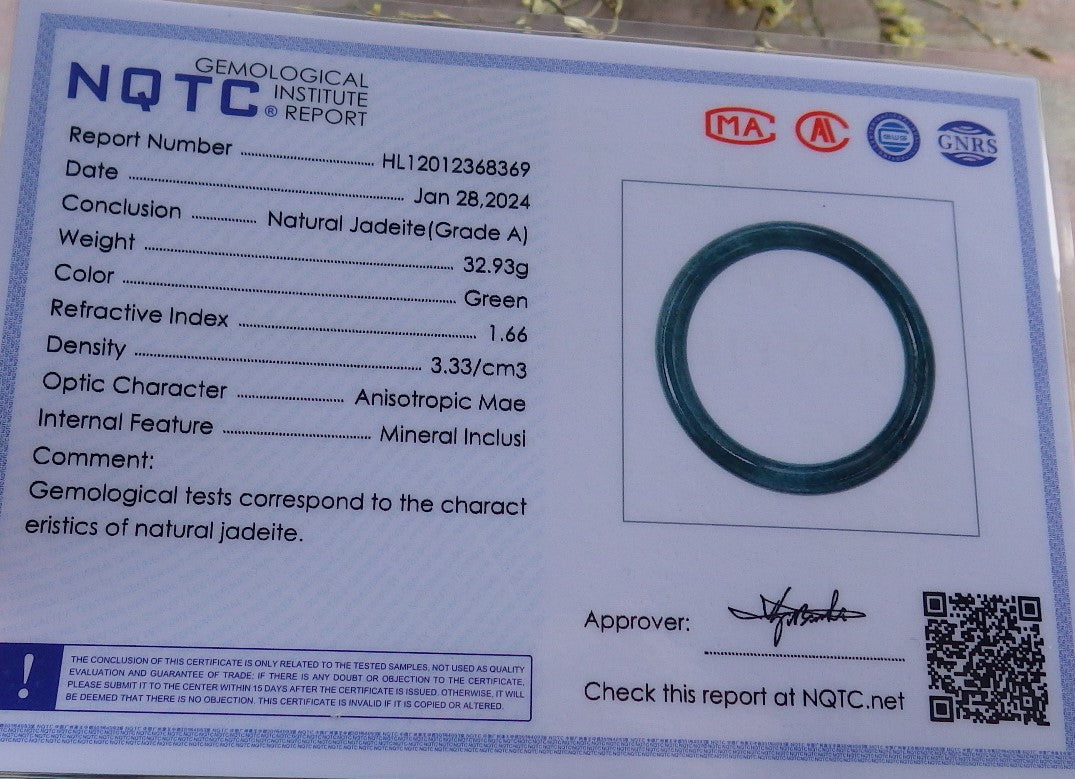 NQTC® GEMOLOGICAL INSTITUTE REPORT
Report Number HL12012368369
Date Jan 28,2024
Conclusion Natural Jadeite(Grade A)
Weight 32.93g
Color Green
Refractive Index 1.66
Density 3.33/cm3
Optic Character Anisotropic Mae
Internal Feature Mineral Inclusi
Comment:
Gemological tests correspond to the charact
eristics of natural jadeite.
! THE CONCLUSION OF THIS CERTIFICATE IS ONLY RELATED TO THE TESTED SAMPLES, NOT USED AS QUALITY
EVALUATION AND GUARANTEE OF TRADE; IF THERE IS ANY DOUBT OR OBJECTION TO THE CERTIFICATE,
PLEASE SUBMIT IT TO THE CENTER WITHIN 15 DAYS AFTER THE CERTIFICATE IS ISSUED. OTHERWISE, IT WILL
BE DEEMED THAT THERE IS NO OBJECTION. THIS CERTIFICATE IS INVALID IF IT IS COPIED OR ALTERED.
MA
GNRS
Approver:
Check this report at NQTC.net